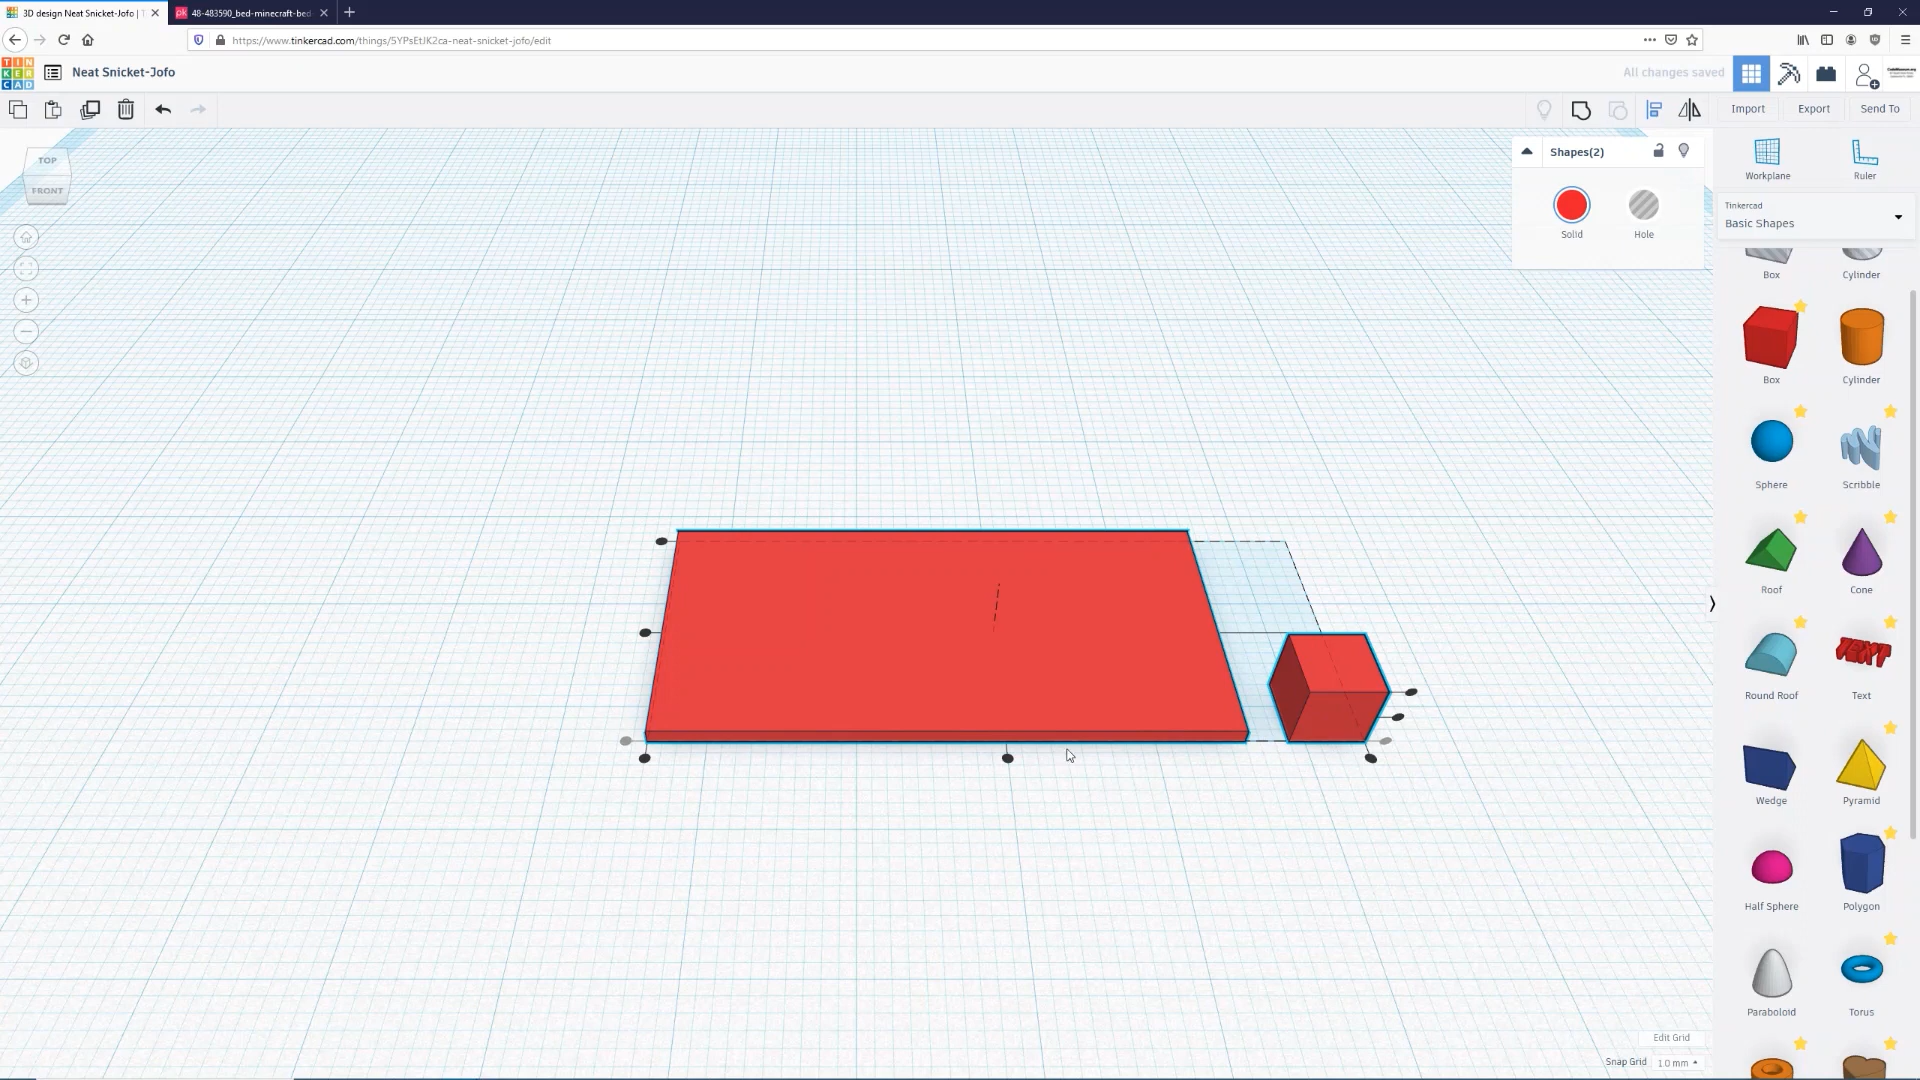 3D design Neat Snicket-Jofo | T
48-483590_bed-minecraft-bed-
https://www.tinkercad.com/things/5YPsEtJK2ca-neat-snicket-jofo/edit
TIN
KER
CAD
Neat Snicket-Jofo
All changes saved
Import
Export
Send To
TOP
FRONT
Shapes(2)
Solid
Hole
Workplane
Ruler
Tinkercad
Basic Shapes
Box
Cylinder
Box
Cylinder
Sphere
Scribble
Roof
Cone
Round Roof
TEXT
Text
Wedge
Pyramid
Half Sphere
Polygon
Paraboloid
Torus
Edit Grid
Snap Grid
1.0 mm